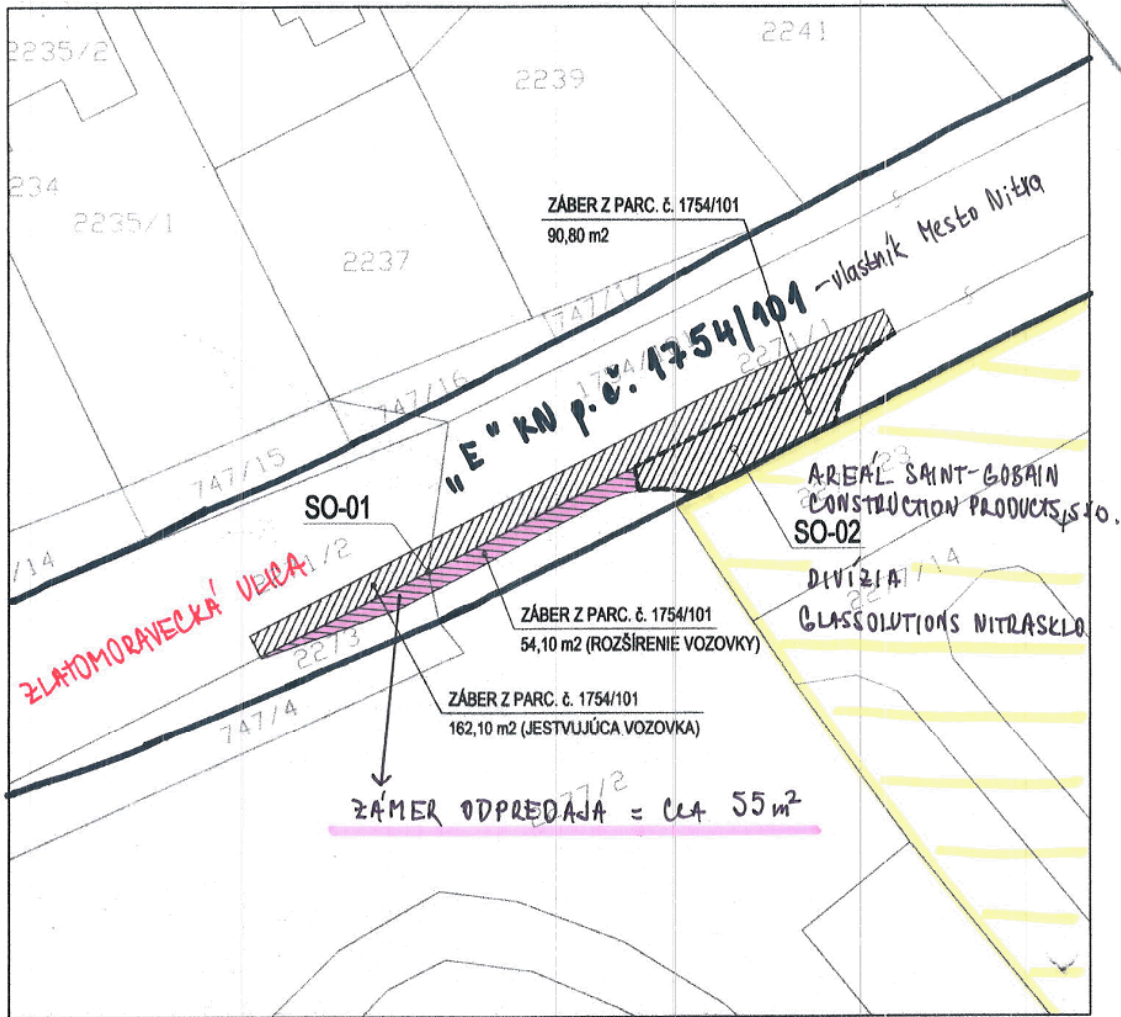 2235/2
2241
2239
234
2235/1
ZÁBER Z PARC. č. 1754/101
90,80 m2
2237
747/17
„E" KN p.č. 1754/101 - vlastník Mesto Nitra
2271/1
747/16
747/15
SO-01
AREÁL SAINT-GOBAIN
CONSTRUCTION PRODUCTS, s.r.o.
SO-02
DIVÍZIA
GLASSOLUTIONS NITRASKLO
/14
ZLATOMORAVECKÁ ULICA
ZÁBER Z PARC. č. 1754/101
54,10 m2 (ROZŠÍRENIE VOZOVKY)
747/4
ZÁBER Z PARC. č. 1754/101
162,10 m2 (JESTVUJÚCA VOZOVKA)
ZÁMER ODPREDAJA = CCA 55 m²